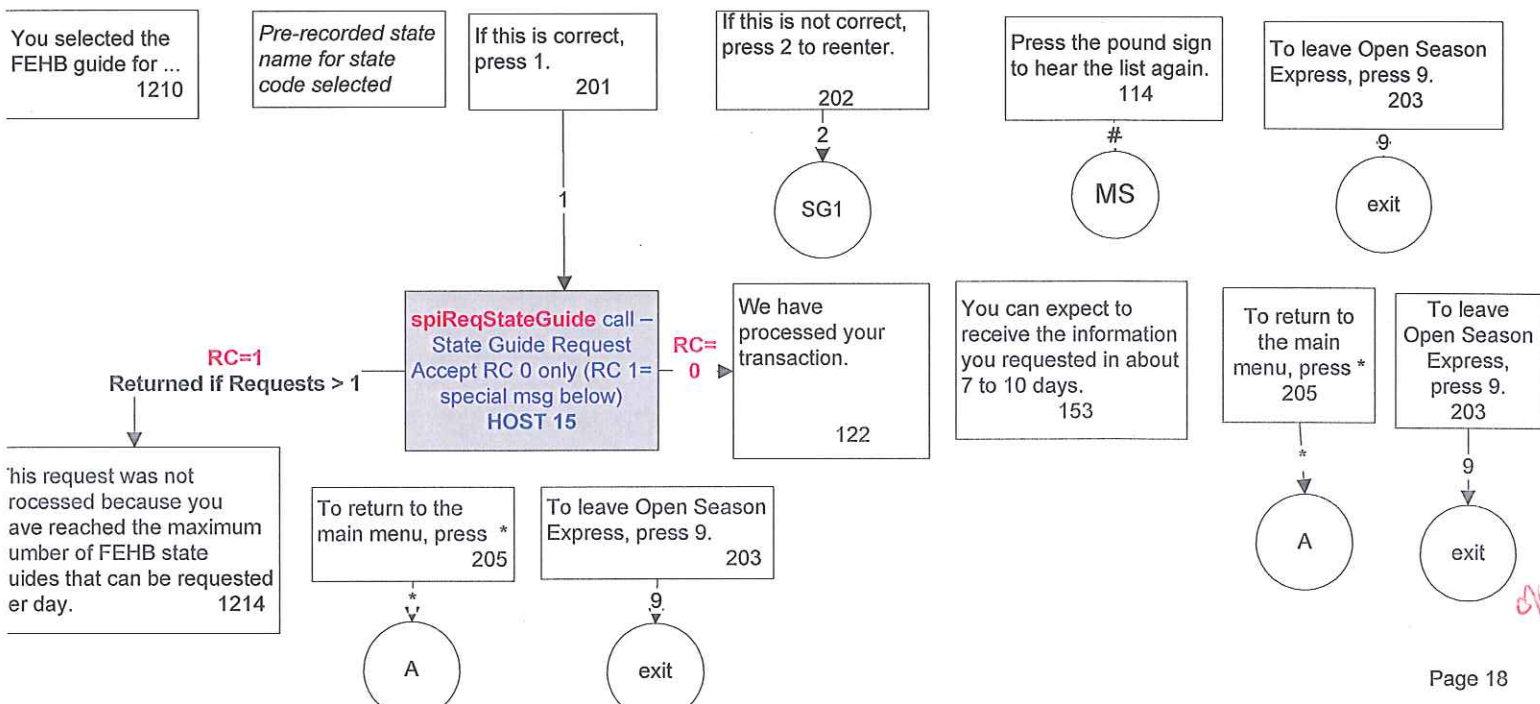 You selected the
FEHB guide for ...
1210
Pre-recorded state
name for state
code selected
If this is correct,
press 1.
201
If this is not correct,
press 2 to reenter.
202
Press the pound sign
to hear the list again.
114
To leave Open Season
Express, press 9.
203
1
2
SG1
#
MS
9
exit
spiReqStateGuide call –
State Guide Request
Accept RC 0 only (RC 1=
special msg below)
HOST 15
RC=1
Returned if Requests > 1
RC=
0
We have
processed your
transaction.
122
You can expect to
receive the information
you requested in about
7 to 10 days.
153
To return to
the main
menu, press *
205
*
A
To leave
Open Season
Express,
press 9.
203
9
exit
his request was not
rocessed because you
ave reached the maximum
umber of FEHB state
uides that can be requested
er day.
1214
To return to the
main menu, press *
205
*
A
To leave Open Season
Express, press 9.
203
9
exit
Page 18